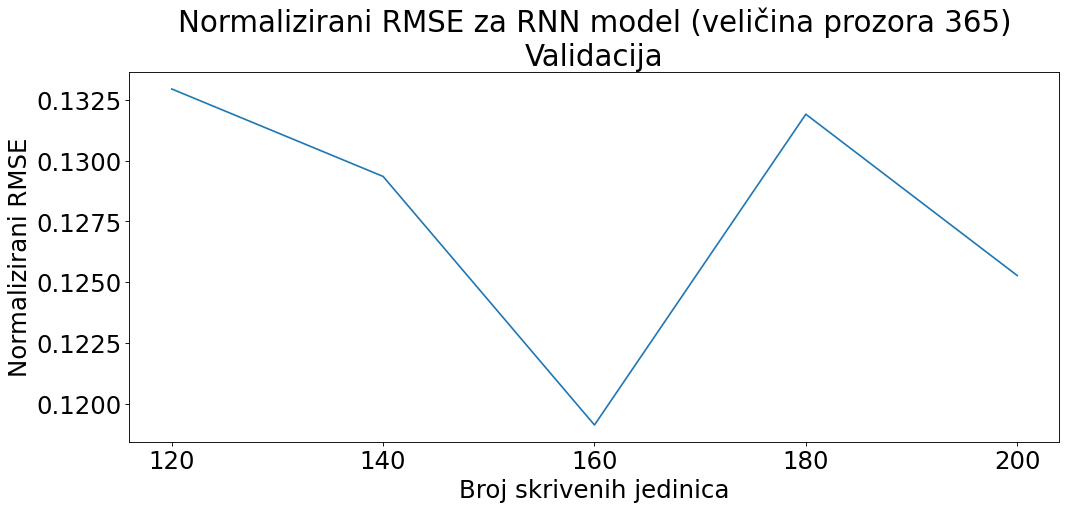 Normalizirani RMSE za RNN model (veličina prozora 365)
Validacija
Normalizirani RMSE
0.1325
0.1300
0.1275
0.1250
0.1225
0.1200
120 140 160 180 200
Broj skrivenih jedinica